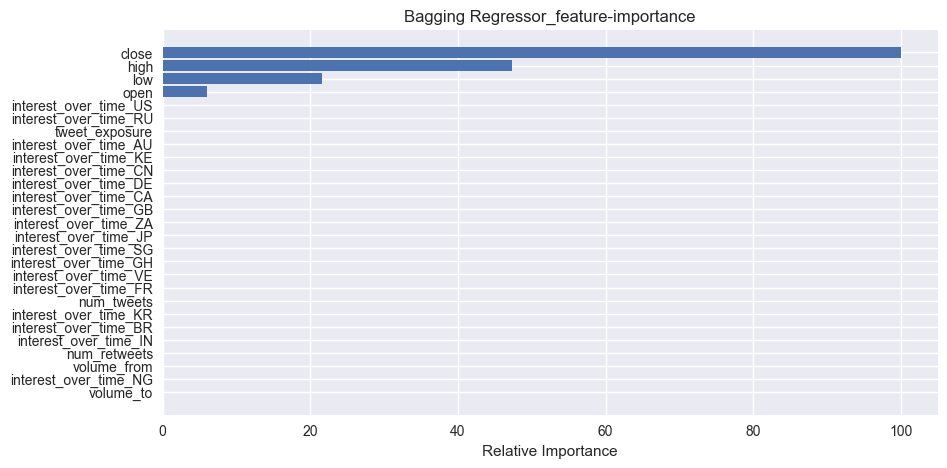 Bagging Regressor_feature-importance
close
high
low
open
interest_over_time_US
interest_over_time_RU
tweet_exposure
interest_over_time_AU
interest_over_time_KE
interest_over_time_CN
interest_over_time_DE
interest_over_time_CA
interest_over_time_GB
interest_over_time_ZA
interest_over_time_JP
interest_over_time_SG
interest_over_time_GH
interest_over_time_VE
interest_over_time_FR
num_tweets
interest_over_time_KR
interest_over_time_BR
interest_over_time_IN
num_retweets
volume_from
interest_over_time_NG
volume_to
0 20 40 60 80 100
Relative Importance